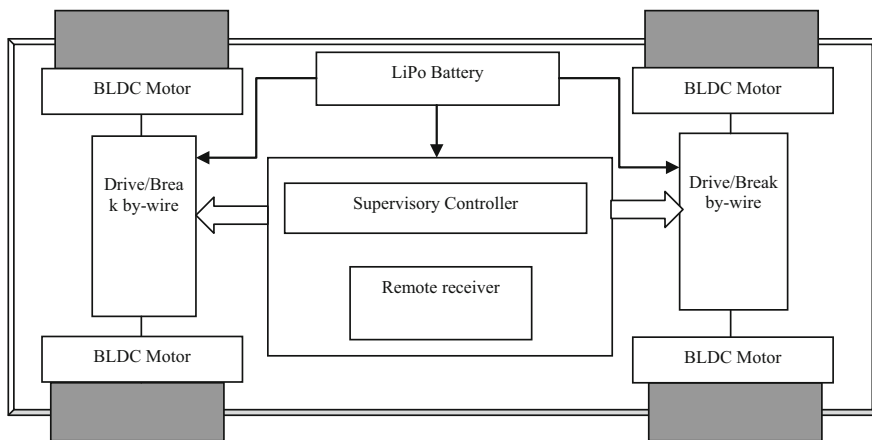 BLDC Motor
LiPo Battery
BLDC Motor
Drive/Brea
k by-wire
Supervisory Controller
Drive/Break
by-wire
Remote receiver
BLDC Motor
BLDC Motor